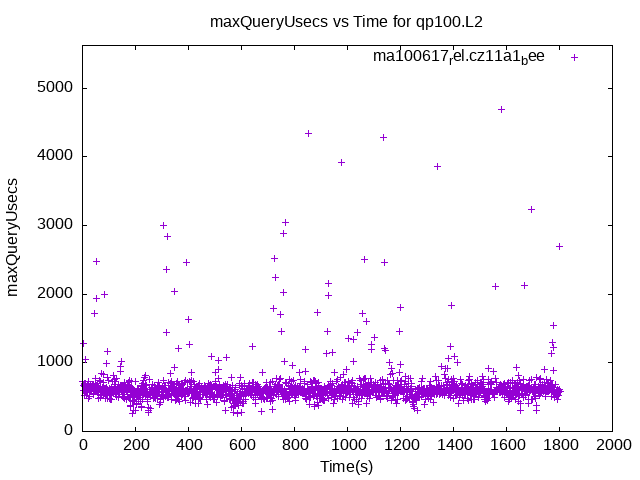 maxQueryUsecs vs Time for qp100.L2
ma100617rel.cz11a1bee
5000
4000
3000
2000
1000
0
maxQueryUsecs
0 200 400 600 800 1000 1200 1400 1600 1800 2000
Time(s)